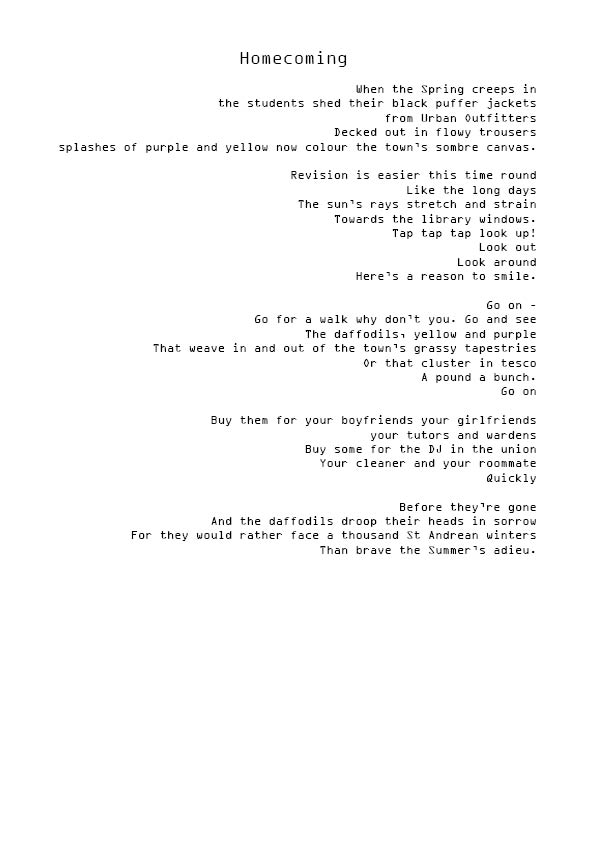 Homecoming
When the Spring creeps in
the students shed their black puffer jackets
from Urban Outfitters
Decked out in flowy trousers
splashes of purple and yellow now colour the town's sombre canvas.
Revision is easier this time round
Like the long days
The sun's rays stretch and strain
Towards the library windows.
Tap tap tap look up!
Look out
Look around
Here's a reason to smile.
Go on -
Go for a walk why don't you. Go and see
The daffodils, yellow and purple
That weave in and out of the town's grassy tapestries
Or that cluster in tesco
A pound a bunch.
Go on
Buy them for your boyfriends your girlfriends
your tutors and wardens
Buy some for the DJ in the union
Your cleaner and your roommate
Quickly
Before they're gone
And the daffodils droop their heads in sorrow
For they would rather face a thousand St Andrean winters
Than brave the Summer's adieu.